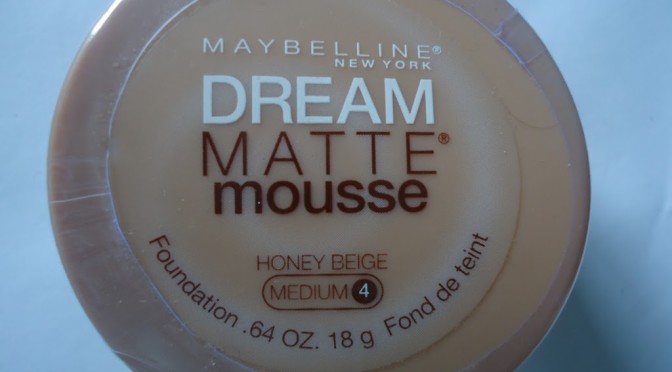 MAYBELLINE®
NEW YORK
DREAM
MATTE®
mousse
HONEY BEIGE
MEDIUM 4
Foundation .64 OZ. 18 g Fond de teint